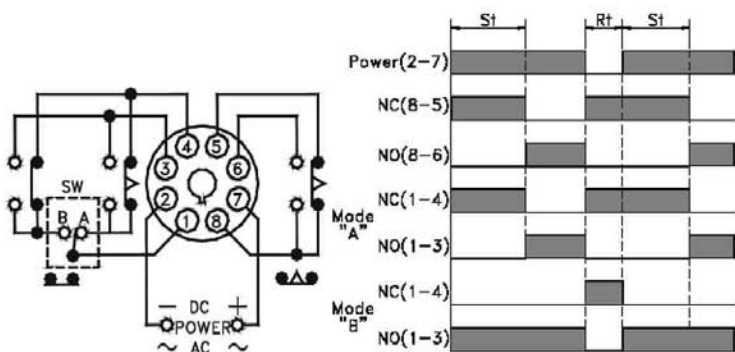 SW
B A
4 5
3 6
2 7
1 8
− DC +
POWER
~ AC ~
St Rt St
Power(2-7)
NC(8-5)
NO(8-6)
NC(1-4)
Mode
"A"
NO(1-3)
NC(1-4)
Mode
"B"
NO(1-3)